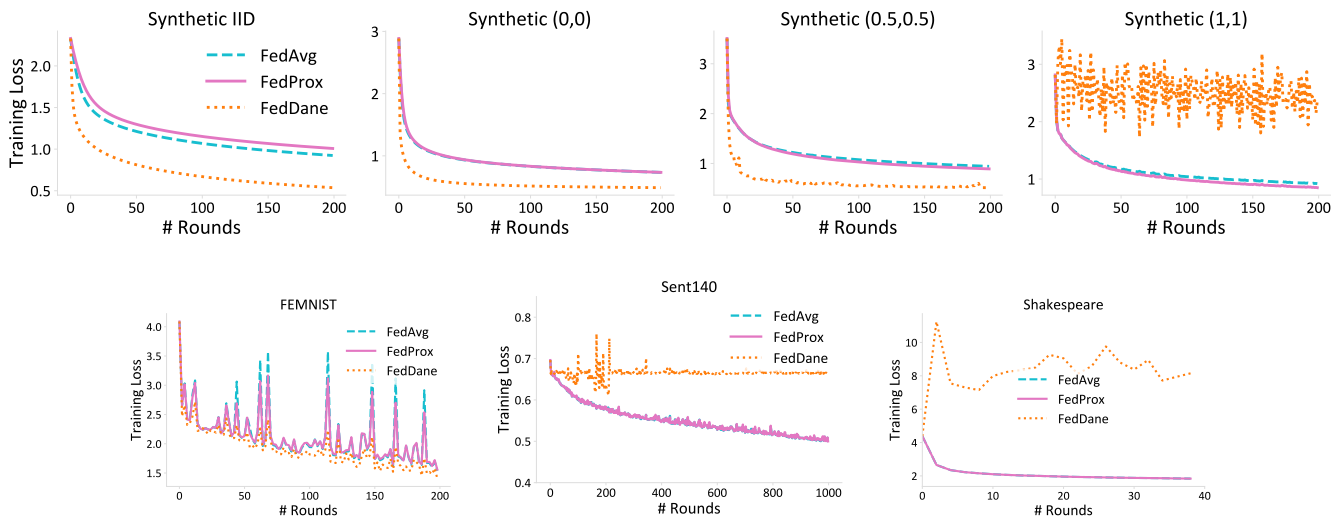 Synthetic IID
Training Loss
2.0
1.5
1.0
0.5
FedAvg
FedProx
FedDane
0 50 100 150 200
# Rounds
Synthetic (0,0)
3
2
1
0 50 100 150 200
# Rounds
Synthetic (0.5,0.5)
3
2
1
0 50 100 150 200
# Rounds
Synthetic (1,1)
3
2
1
0 50 100 150 200
# Rounds
FEMNIST
Training Loss
4.0
3.5
3.0
2.5
2.0
1.5
FedAvg
FedProx
FedDane
0 50 100 150 200
# Rounds
Sent140
Training Loss
0.8
0.7
0.6
0.5
0.4
FedAvg
FedProx
FedDane
0 200 400 600 800 1000
# Rounds
Shakespeare
Training Loss
10
8
6
4
2
FedAvg
FedProx
FedDane
0 10 20 30 40
# Rounds